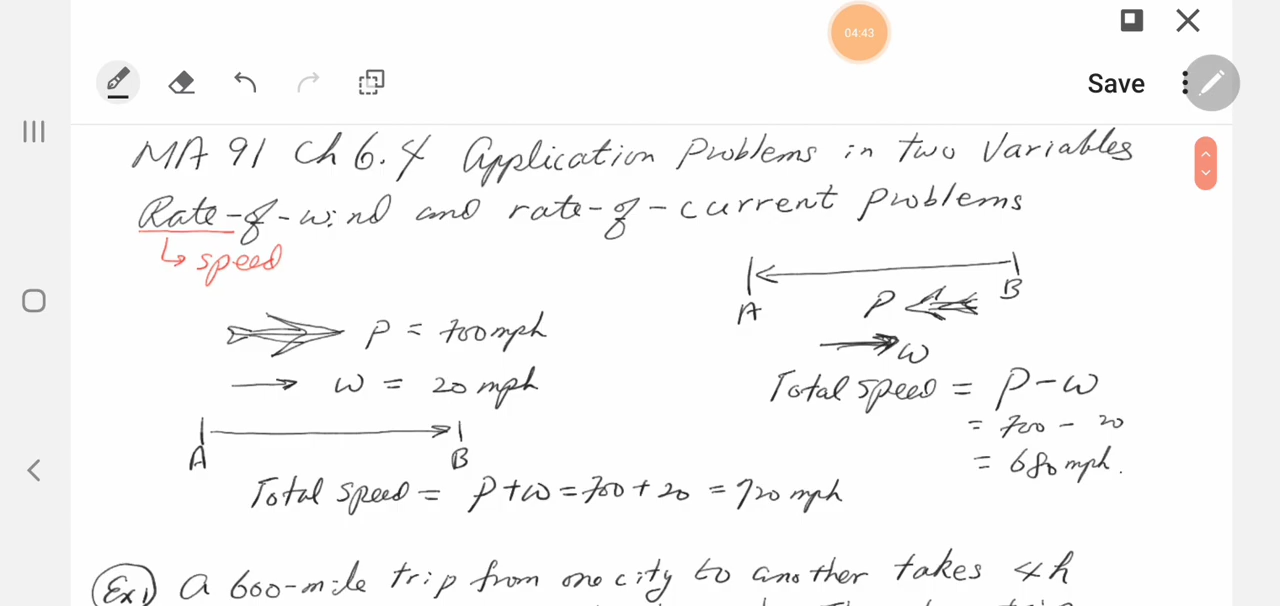 04:43
Save
MA 91 Ch 6.4 Application Problems in two Variables
Rate-of-wind and rate-of-current problems
↳ speed
P = 700 mph
W = 20 mph
A B
Total speed = P+W = 700 + 20 = 720 mph
A B
P
W
Total speed = P-W
= 700 - 20
= 680 mph.
Ex1 A 600-mile trip from one city to another takes 4h